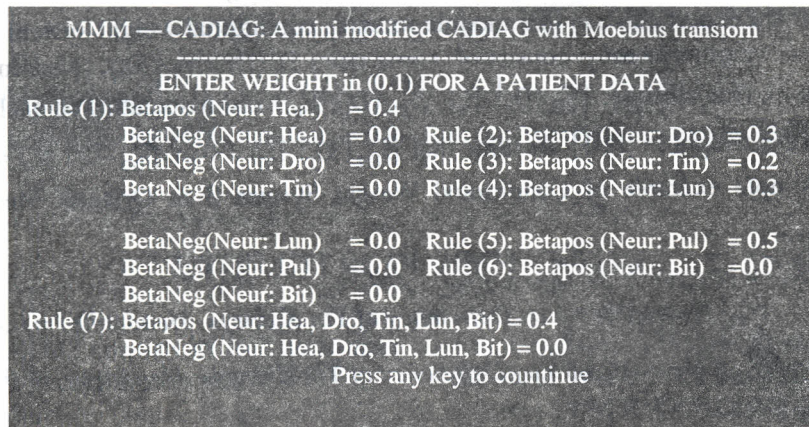 MMM — CADIAG: A mini modified CADIAG with Moebius transiorn
---------------------------------------------------------
ENTER WEIGHT in (0.1) FOR A PATIENT DATA
Rule (1): Betapos (Neur: Hea.) = 0.4
BetaNeg (Neur: Hea) = 0.0 Rule (2): Betapos (Neur: Dro) = 0.3
BetaNeg (Neur: Dro) = 0.0 Rule (3): Betapos (Neur: Tin) = 0.2
BetaNeg (Neur: Tin) = 0.0 Rule (4): Betapos (Neur: Lun) = 0.3
BetaNeg(Neur: Lun) = 0.0 Rule (5): Betapos (Neur: Pul) = 0.5
BetaNeg (Neur: Pul) = 0.0 Rule (6): Betapos (Neur: Bit) =0.0
BetaNeg (Neur: Bit) = 0.0
Rule (7): Betapos (Neur: Hea, Dro, Tin, Lun, Bit) = 0.4
BetaNeg (Neur: Hea, Dro, Tin, Lun, Bit) = 0.0
Press any key to countinue